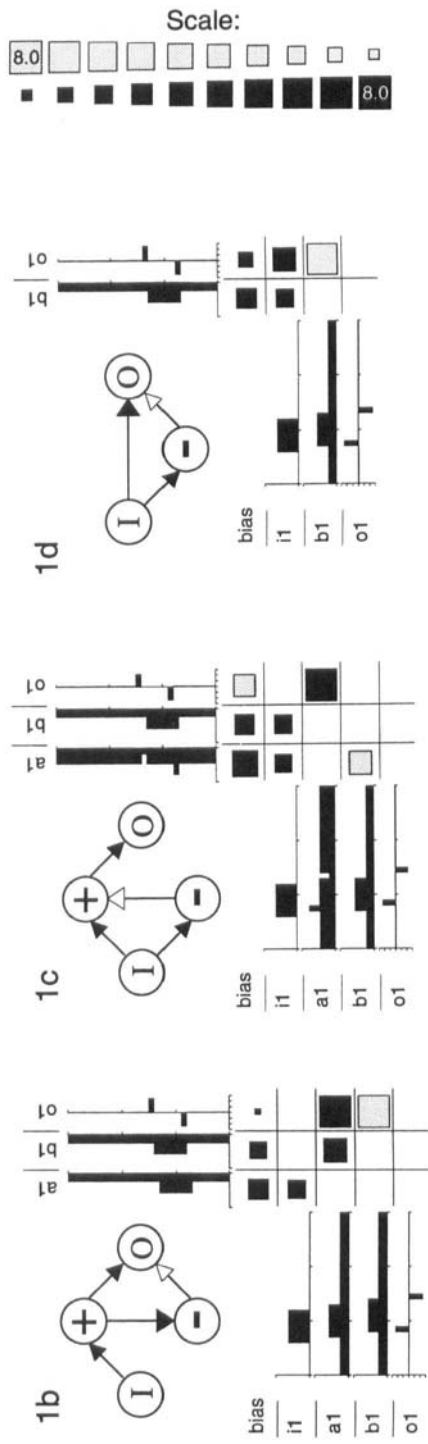 1b
I
+
-
O
a1
b1
o1
bias
i1
a1
b1
o1
1c
I
+
-
O
a1
b1
o1
bias
i1
a1
b1
o1
1d
I
-
O
b1
o1
bias
i1
b1
o1
Scale:
8.0
8.0